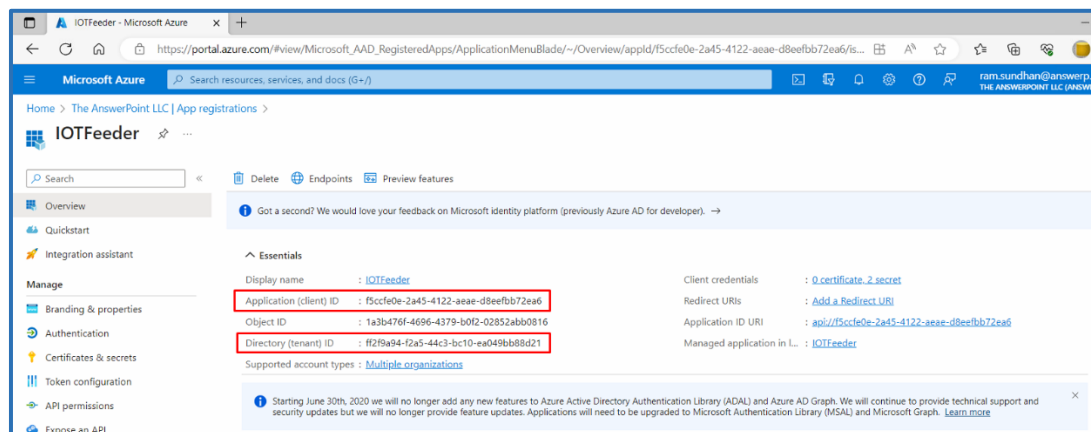 IOTFeeder - Microsoft Azure
https://portal.azure.com/#view/Microsoft_AAD_RegisteredApps/ApplicationMenuBlade/~/Overview/appId/f5ccfe0e-2a45-4122-aeae-d8eefbb72ea6/is...
Microsoft Azure
Search resources, services, and docs (G+/)
ram.sundhan@answerp.
THE ANSWERPOINT LLC (ANSW
Home > The AnswerPoint LLC | App registrations >
IOTFeeder
Search
Delete Endpoints Preview features
Overview
Got a second? We would love your feedback on Microsoft identity platform (previously Azure AD for developer). →
Quickstart
Integration assistant
Essentials
Manage
Display name : IOTFeeder
Client credentials : 0 certificate, 2 secret
Branding & properties
Application (client) ID : f5ccfe0e-2a45-4122-aeae-d8eefbb72ea6
Redirect URIs : Add a Redirect URI
Authentication
Object ID : 1a3b476f-4696-4379-b0f2-02852abb0816
Application ID URI : api://f5ccfe0e-2a45-4122-aeae-d8eefbb72ea6
Certificates & secrets
Directory (tenant) ID : ff2f9a94-f2a5-44c3-bc10-ea049bb88d21
Managed application in l... : IOTFeeder
Token configuration
Supported account types : Multiple organizations
API permissions
Starting June 30th, 2020 we will no longer add any new features to Azure Active Directory Authentication Library (ADAL) and Azure AD Graph. We will continue to provide technical support and
security updates but we will no longer provide feature updates. Applications will need to be upgraded to Microsoft Authentication Library (MSAL) and Microsoft Graph. Learn more
Expose an API